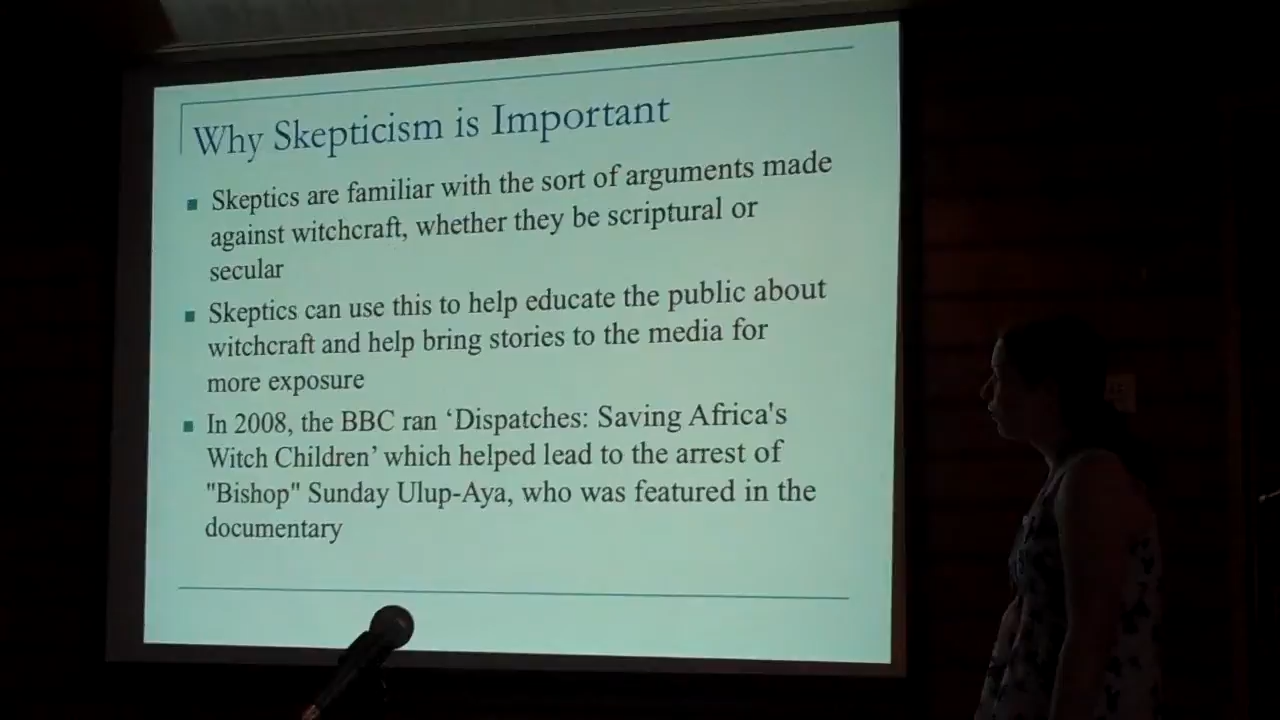 Why Skepticism is Important
Skeptics are familiar with the sort of arguments made
against witchcraft, whether they be scriptural or
secular
Skeptics can use this to help educate the public about
witchcraft and help bring stories to the media for
more exposure
In 2008, the BBC ran ‘Dispatches: Saving Africa's
Witch Children’ which helped lead to the arrest of
"Bishop" Sunday Ulup-Aya, who was featured in the
documentary